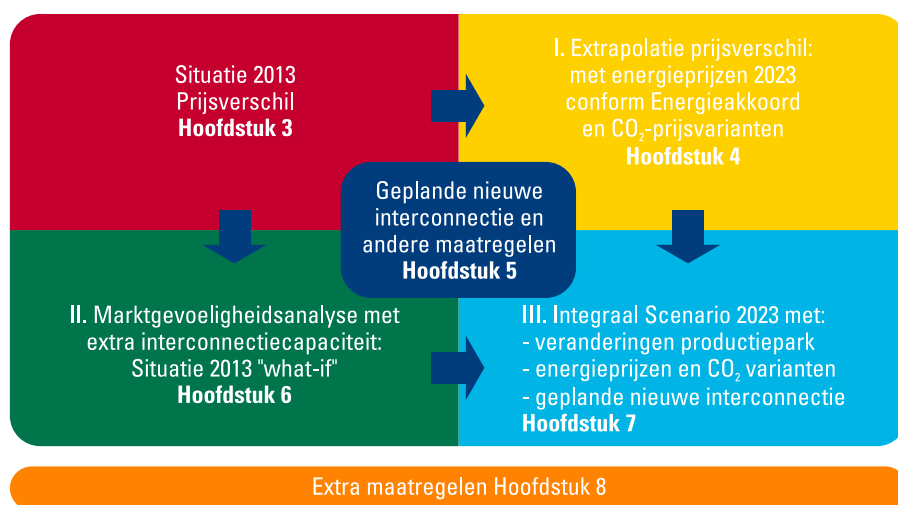 Situatie 2013
Prijsverschil
Hoofdstuk 3
I. Extrapolatie prijsverschil:
met energieprijzen 2023
conform Energieakkoord
en CO₂-prijsvarianten
Hoofdstuk 4
Geplande nieuwe
interconnectie en
andere maatregelen
Hoofdstuk 5
II. Marktgevoeligheidsanalyse met
extra interconnectiecapaciteit:
Situatie 2013 "what-if"
Hoofdstuk 6
III. Integraal Scenario 2023 met:
- veranderingen productiepark
- energieprijzen en CO₂ varianten
- geplande nieuwe interconnectie
Hoofdstuk 7
Extra maatregelen Hoofdstuk 8